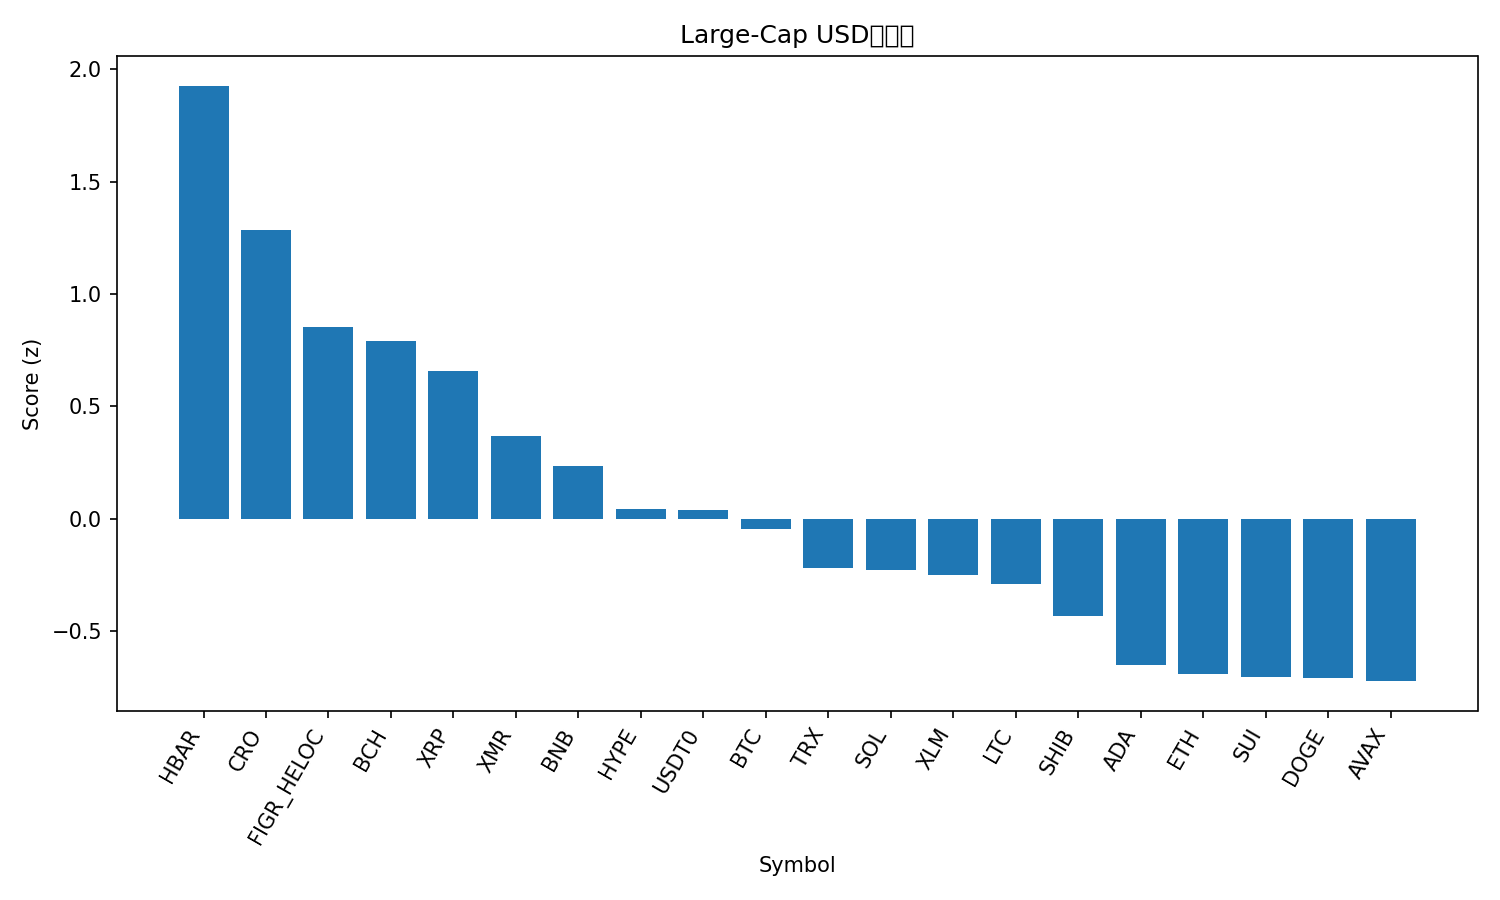 Large-Cap USD
Score (z)
2.0
1.5
1.0
0.5
0.0
−0.5
HBAR
CRO
FIGR_HELOC
BCH
XRP
XMR
BNB
HYPE
USDT0
BTC
TRX
SOL
XLM
LTC
SHIB
ADA
ETH
SUI
DOGE
AVAX
Symbol